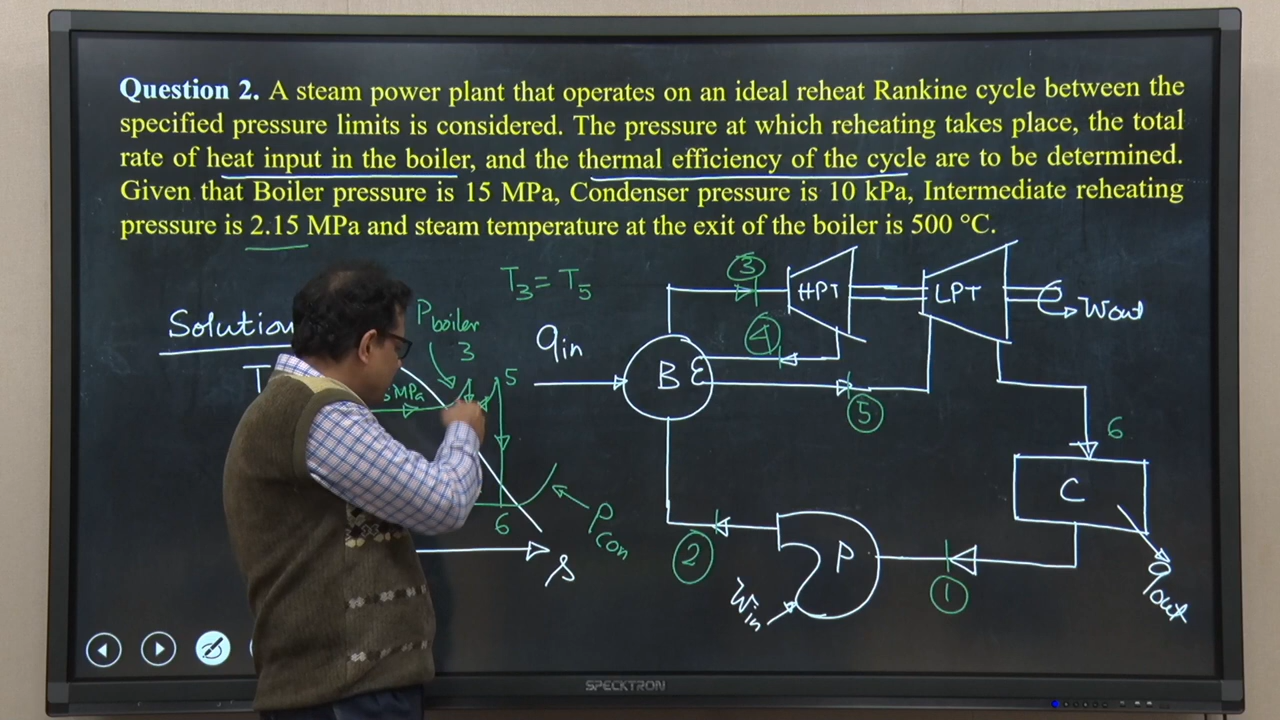 Question 2. A steam power plant that operates on an ideal reheat Rankine cycle between the
specified pressure limits is considered. The pressure at which reheating takes place, the total
rate of heat input in the boiler, and the thermal efficiency of the cycle are to be determined.
Given that Boiler pressure is 15 MPa, Condenser pressure is 10 kPa, Intermediate reheating
pressure is 2.15 MPa and steam temperature at the exit of the boiler is 500 °C.
Solution
T
T3 = T5
Pboiler
3
5
MPa
6
Pcon
s
qin
3
HPT
LPT
Wout
4
B
5
6
C
2
P
1
Win
qout
SPECKTRON